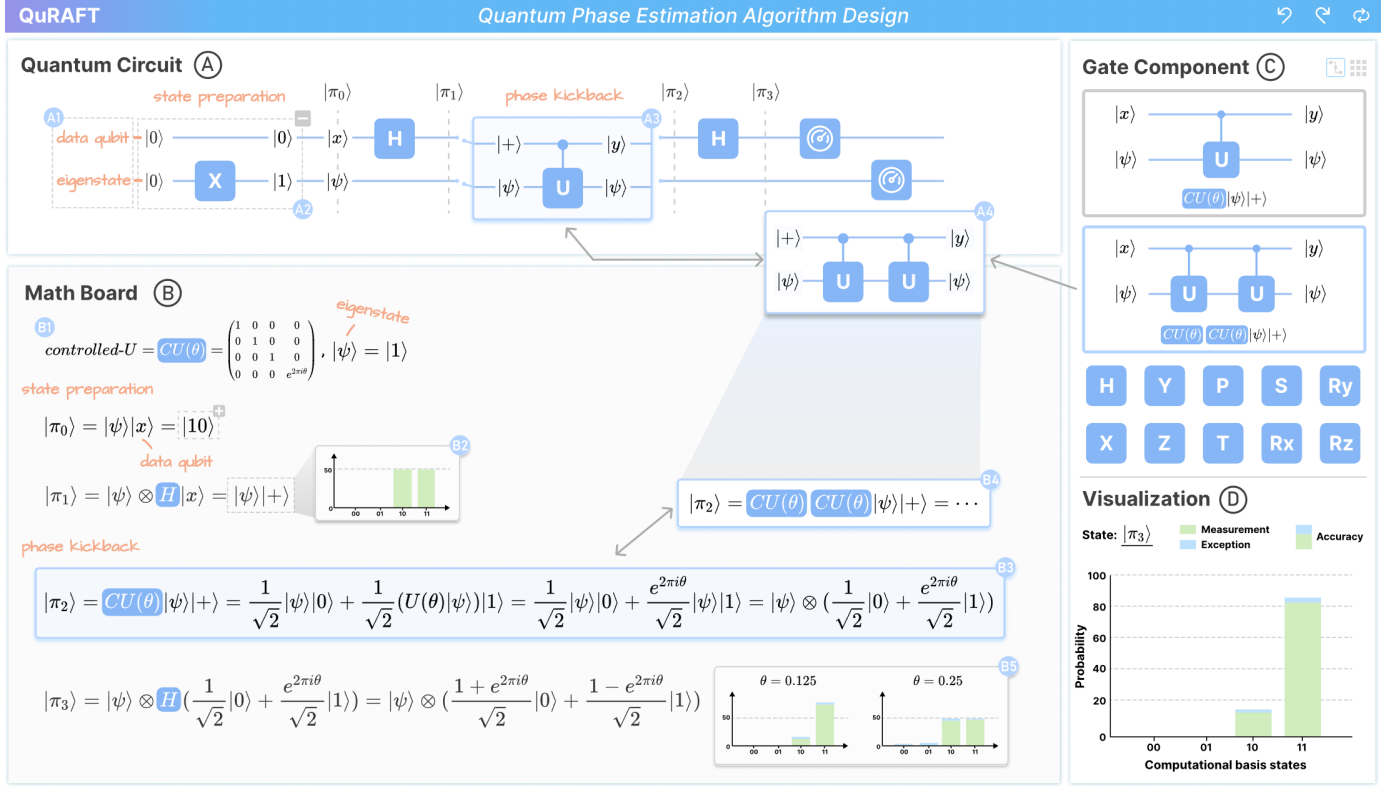 QuRAFT
Quantum Phase Estimation Algorithm Design
Quantum Circuit A
state preparation
|π₀⟩
|π₁⟩
phase kickback
|π₂⟩
|π₃⟩
A1
data qubit
|0⟩
|0⟩
|x⟩
H
A3
|+⟩
|y⟩
H
eigenstate
|0⟩
X
|1⟩
|ψ⟩
|ψ⟩
U
|ψ⟩
A2
A4
|+⟩
|y⟩
|ψ⟩
U
U
|ψ⟩
Math Board B
B1
eigenstate
controlled-U = CU(θ) = (1 0 0 0
0 1 0 0
0 0 1 0
0 0 0 e^{2πiθ}), |ψ⟩ = |1⟩
state preparation
|π₀⟩ = |ψ⟩|x⟩ = |10⟩
data qubit
|π₁⟩ = |ψ⟩ ⊗ H|x⟩ = |ψ⟩|+⟩
B2
50
0
00 01 10 11
B4
|π₂⟩ = CU(θ) CU(θ)|ψ⟩|+⟩ = ···
phase kickback
B3
|π₂⟩ = CU(θ)|ψ⟩|+⟩ = 1/√2 |ψ⟩|0⟩ + 1/√2 (U(θ)|ψ⟩)|1⟩ = 1/√2 |ψ⟩|0⟩ + e^{2πiθ}/√2 |ψ⟩|1⟩ = |ψ⟩ ⊗ (1/√2 |0⟩ + e^{2πiθ}/√2 |1⟩)
|π₃⟩ = |ψ⟩ ⊗ H(1/√2 |0⟩ + e^{2πiθ}/√2 |1⟩) = |ψ⟩ ⊗ (1 + e^{2πiθ}/√2 |0⟩ + 1 − e^{2πiθ}/√2 |1⟩)
B5
θ = 0.125
50
0
00 01 10 11
θ = 0.25
50
0
00 01 10 11
Gate Component C
|x⟩
|y⟩
|ψ⟩
U
|ψ⟩
CU(θ)|ψ⟩|+⟩
|x⟩
|y⟩
|ψ⟩
U
U
|ψ⟩
CU(θ) CU(θ)|ψ⟩|+⟩
H Y P S Ry
X Z T Rx Rz
Visualization D
State: |π₃⟩
Measurement
Exception
Accuracy
Probability
100
80
60
40
20
0
00 01 10 11
Computational basis states